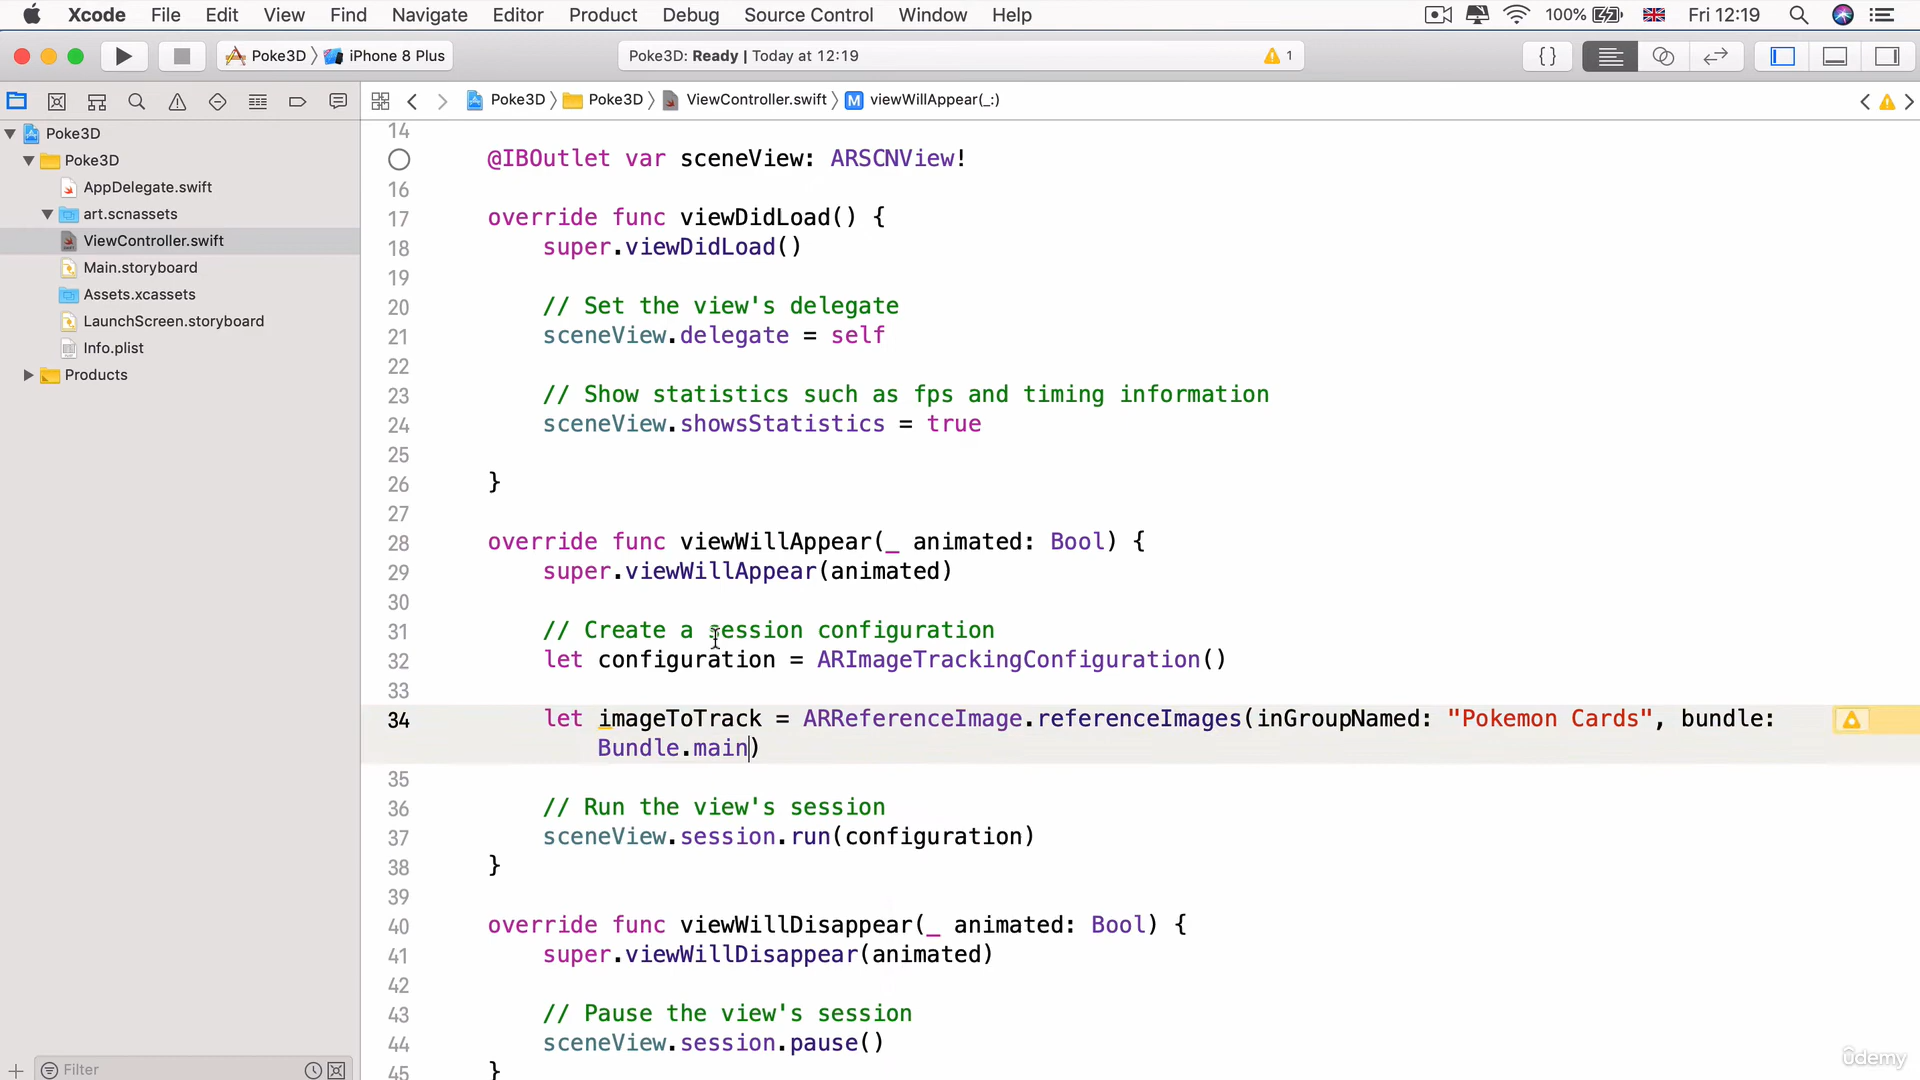 Xcode File Edit View Find Navigate Editor Product Debug Source Control Window Help 100% Fri 12:19
Poke3D iPhone 8 Plus Poke3D: Ready | Today at 12:19 1 {}
Poke3D Poke3D ViewController.swift M viewWillAppear(_:)
Poke3D
Poke3D
AppDelegate.swift
art.scnassets
ViewController.swift
Main.storyboard
Assets.xcassets
LaunchScreen.storyboard
Info.plist
Products
Filter
14
@IBOutlet var sceneView: ARSCNView!
16
17 override func viewDidLoad() {
18 super.viewDidLoad()
19
20 // Set the view's delegate
21 sceneView.delegate = self
22
23 // Show statistics such as fps and timing information
24 sceneView.showsStatistics = true
25
26 }
27
28 override func viewWillAppear(_ animated: Bool) {
29 super.viewWillAppear(animated)
30
31 // Create a session configuration
32 let configuration = ARImageTrackingConfiguration()
33
34 let imageToTrack = ARReferenceImage.referenceImages(inGroupNamed: "Pokemon Cards", bundle:
Bundle.main)
35
36 // Run the view's session
37 sceneView.session.run(configuration)
38 }
39
40 override func viewWillDisappear(_ animated: Bool) {
41 super.viewWillDisappear(animated)
42
43 // Pause the view's session
44 sceneView.session.pause()
45 }
ûdemy